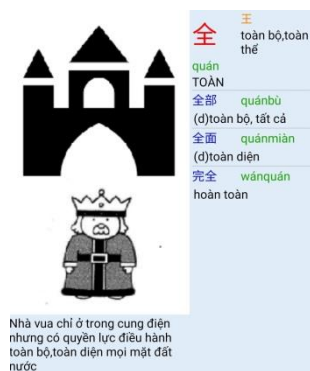 全
王
toàn bộ,toàn
thể
quán
TOÀN
全部 quánbù
(d)toàn bộ, tất cả
全面 quánmiàn
(d)toàn diện
完全 wánquán
hoàn toàn
Nhà vua chỉ ở trong cung điện
nhưng có quyền lực điều hành
toàn bộ,toàn diện mọi mặt đất
nước